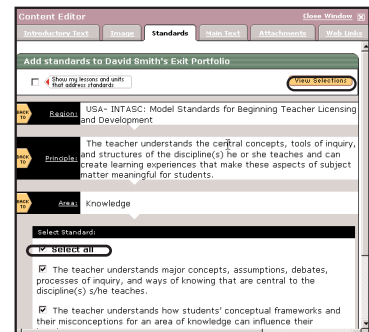 Content Editor
Close Window
Introductory Text Image Standards Main Text Attachments Web Links
Add standards to David Smith's Exit Portfolio
Show my lessons and units
that address standards
View Selections
BACK TO Region: USA- INTASC: Model Standards for Beginning Teacher Licensing
and Development
BACK TO Principle: The teacher understands the central concepts, tools of inquiry,
and structures of the discipline(s) he or she teaches and can
create learning experiences that make these aspects of subject
matter meaningful for students.
BACK TO Area: Knowledge
Select Standard:
Select all
The teacher understands major concepts, assumptions, debates,
processes of inquiry, and ways of knowing that are central to the
discipline(s) s/he teaches.
The teacher understands how students' conceptual frameworks and
their misconceptions for an area of knowledge can influence their